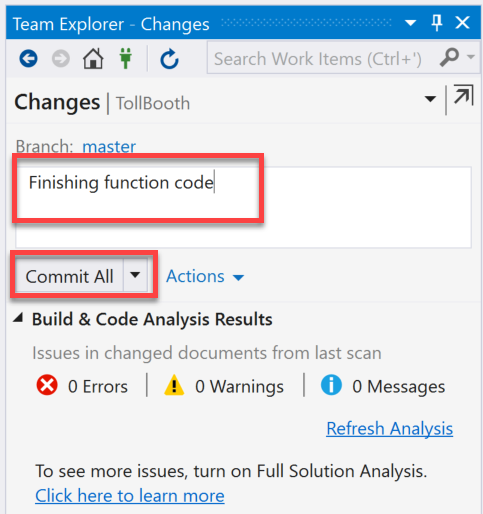 Team Explorer - Changes
Search Work Items (Ctrl+')
Changes | TollBooth
Branch: master
Finishing function code
Commit All Actions
Build & Code Analysis Results
Issues in changed documents from last scan
0 Errors | 0 Warnings | 0 Messages
Refresh Analysis
To see more issues, turn on Full Solution Analysis.
Click here to learn more